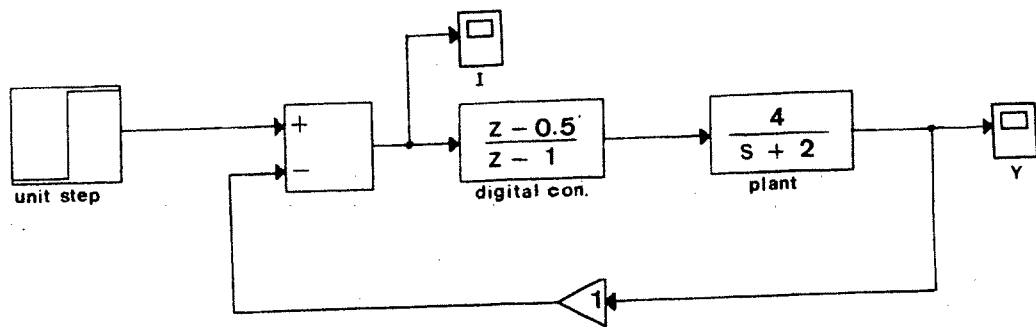 I
+
−
z − 0.5
z − 1
4
s + 2
unit step
digital con.
plant
Y
1